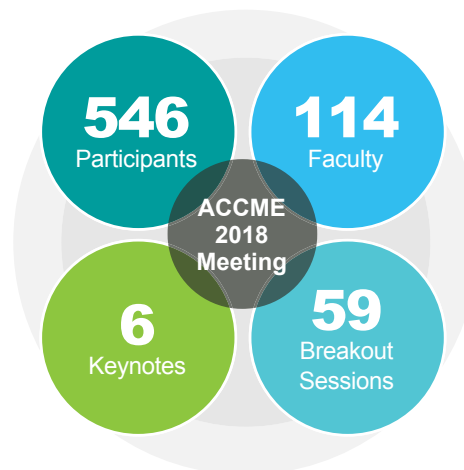 546
Participants
114
Faculty
ACCME
2018
Meeting
6
Keynotes
59
Breakout
Sessions